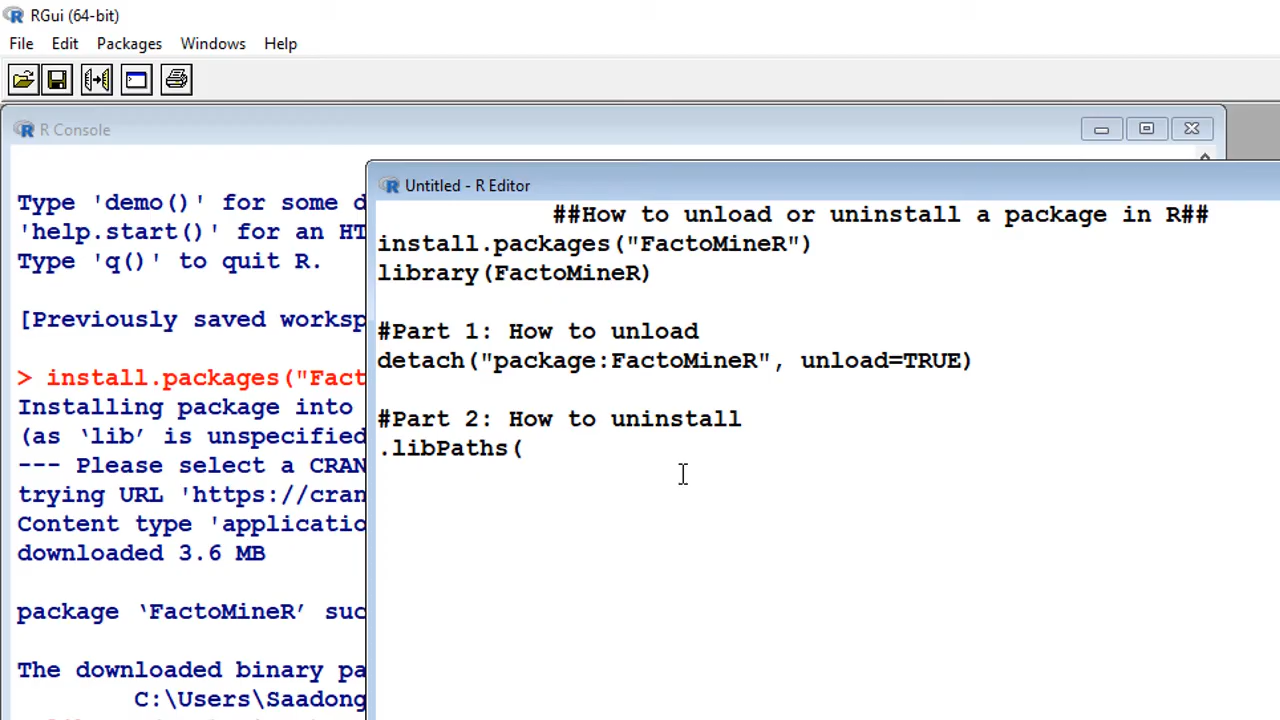 RGui (64-bit)
File Edit Packages Windows Help
R Console
Type 'demo()' for some d
'help.start()' for an HT
Type 'q()' to quit R.
[Previously saved worksp
> install.packages("Fact
Installing package into
(as ‘lib’ is unspecified
--- Please select a CRAN
trying URL 'https://cran
Content type 'applicatio
downloaded 3.6 MB
package ‘FactoMineR’ suc
The downloaded binary pa
C:\Users\Saadong
Untitled - R Editor
##How to unload or uninstall a package in R##
install.packages("FactoMineR")
library(FactoMineR)
#Part 1: How to unload
detach("package:FactoMineR", unload=TRUE)
#Part 2: How to uninstall
.libPaths(